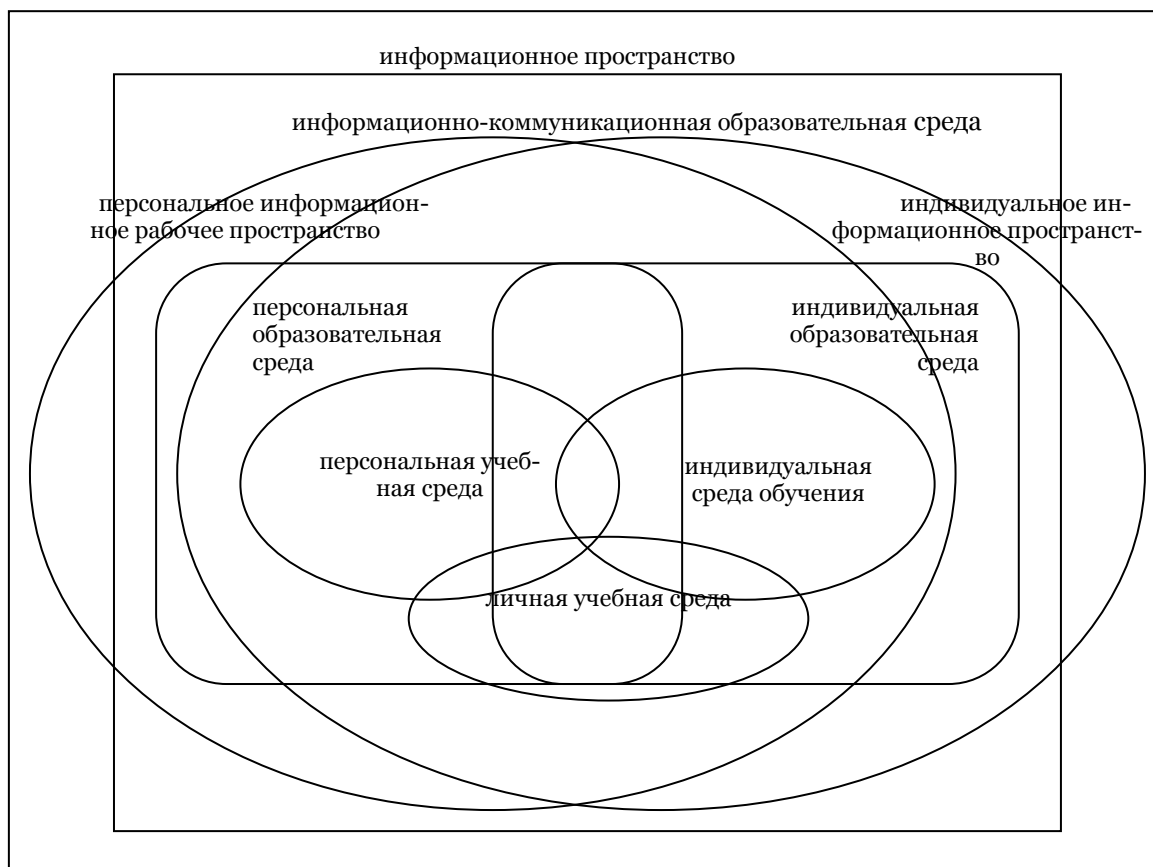 информационное пространство
информационно-коммуникационная образовательная среда
персональное информацион-
ное рабочее пространство
индивидуальное ин-
формационное пространст-
во
персональная
образовательная
среда
индивидуальная
образовательная
среда
персональная учеб-
ная среда
индивидуальная
среда обучения
личная учебная среда